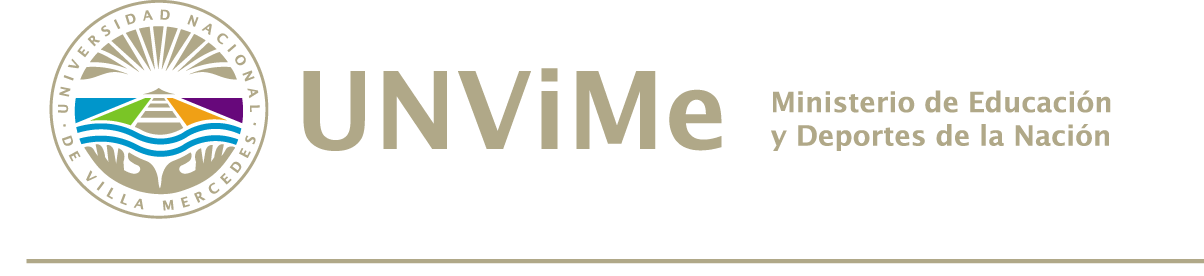 UNIVERSIDAD NACIONAL
· DE VILLA MERCEDES ·
UNViMe
Ministerio de Educación
y Deportes de la Nación